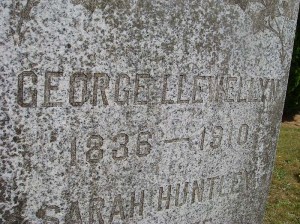 GEORGE LLEWELLYN
1836 – 1910
SARAH HUNTLEY